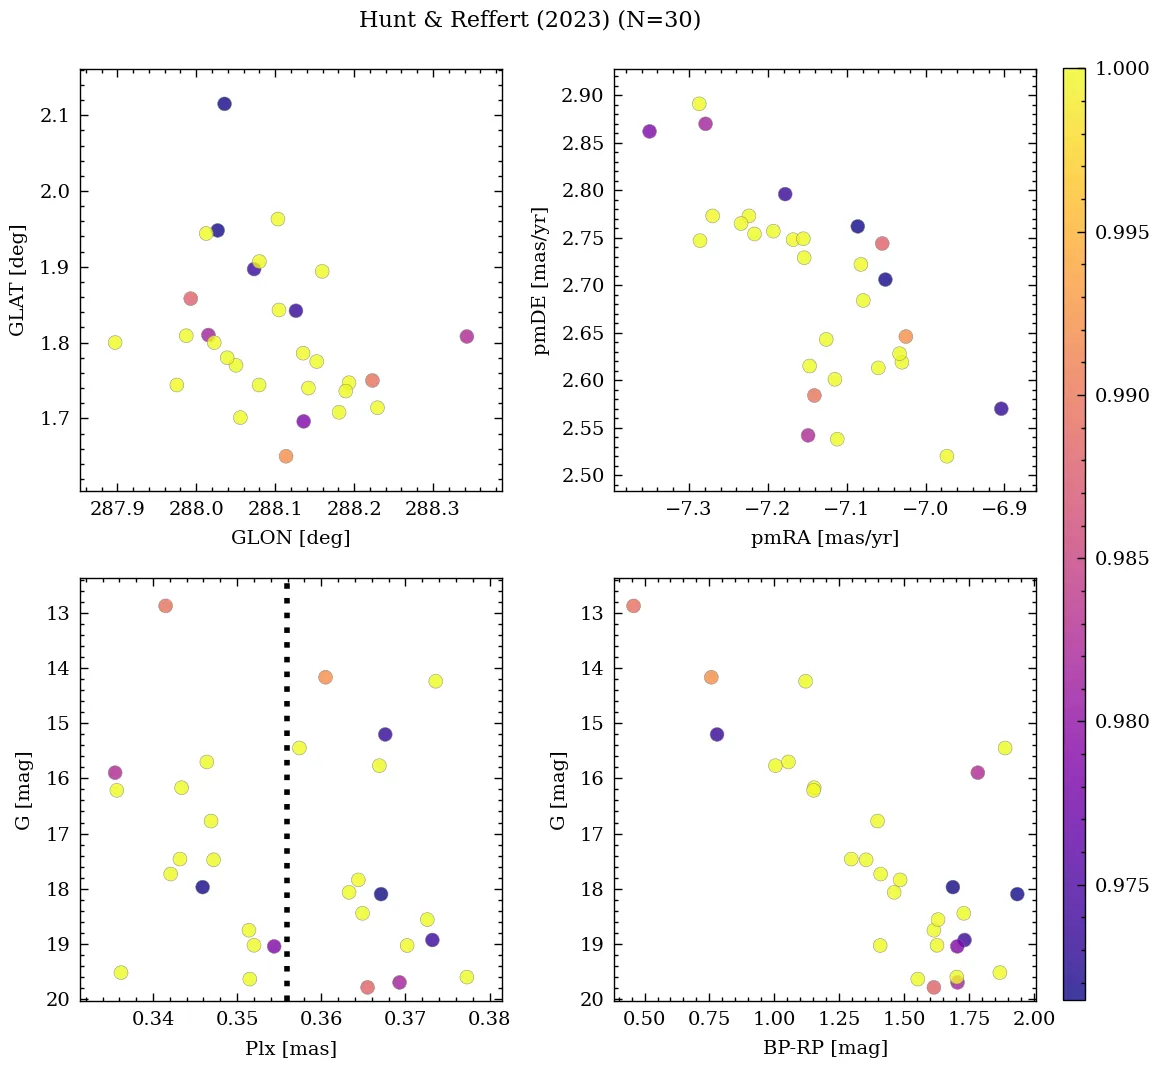 Hunt & Reffert (2023) (N=30)
2.1
2.0
1.9
1.8
1.7
GLAT [deg]
287.9 288.0 288.1 288.2 288.3
GLON [deg]
2.90
2.85
2.80
2.75
2.70
2.65
2.60
2.55
2.50
pmDE [mas/yr]
−7.3 −7.2 −7.1 −7.0 −6.9
pmRA [mas/yr]
13
14
15
16
17
18
19
20
G [mag]
0.34 0.35 0.36 0.37 0.38
Plx [mas]
13
14
15
16
17
18
19
20
G [mag]
0.50 0.75 1.00 1.25 1.50 1.75 2.00
BP-RP [mag]
1.000
0.995
0.990
0.985
0.980
0.975